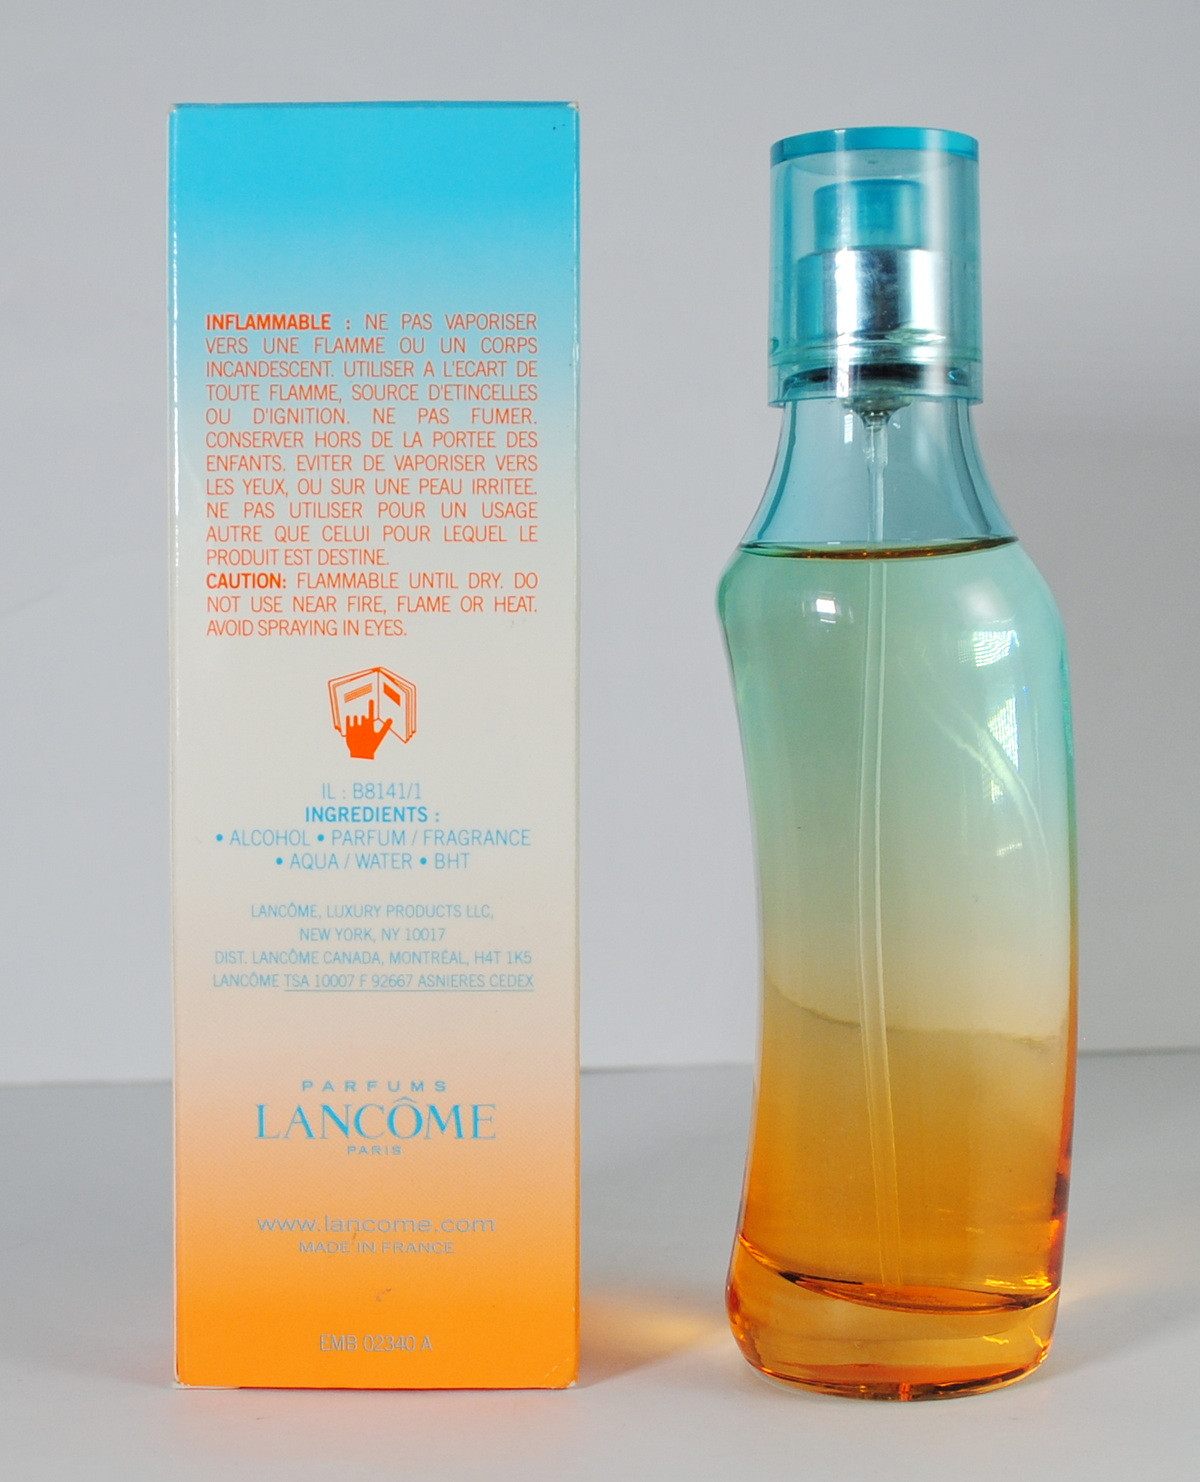 INFLAMMABLE : NE PAS VAPORISER
VERS UNE FLAMME OU UN CORPS
INCANDESCENT. UTILISER A L'ECART DE
TOUTE FLAMME, SOURCE D'ETINCELLES
OU D'IGNITION. NE PAS FUMER.
CONSERVER HORS DE LA PORTEE DES
ENFANTS. EVITER DE VAPORISER VERS
LES YEUX, OU SUR UNE PEAU IRRITEE.
NE PAS UTILISER POUR UN USAGE
AUTRE QUE CELUI POUR LEQUEL LE
PRODUIT EST DESTINE.
CAUTION: FLAMMABLE UNTIL DRY. DO
NOT USE NEAR FIRE, FLAME OR HEAT.
AVOID SPRAYING IN EYES.
IL : B8141/1
INGREDIENTS :
• ALCOHOL • PARFUM / FRAGRANCE
• AQUA / WATER • BHT
LANCÔME, LUXURY PRODUCTS LLC,
NEW YORK, NY 10017
DIST. LANCÔME CANADA, MONTRÉAL, H4T 1K5
LANCÔME TSA 10007 F 92667 ASNIERES CEDEX
PARFUMS
LANCÔME
PARIS
www.lancome.com
MADE IN FRANCE
EMB 02340 A